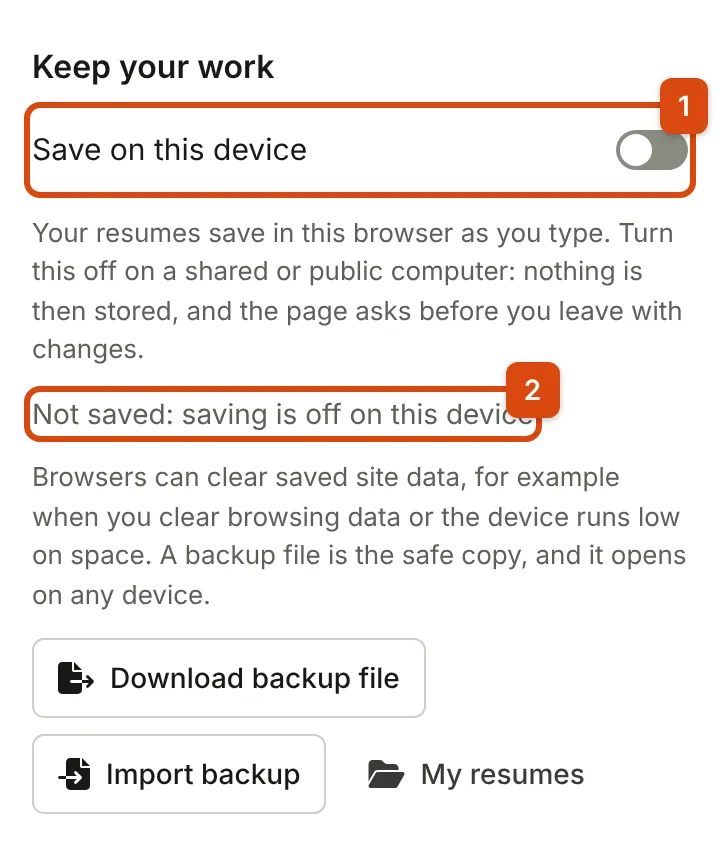 Keep your work
1
Save on this device
Your resumes save in this browser as you type. Turn
this off on a shared or public computer: nothing is
then stored, and the page asks before you leave with
changes.
2
Not saved: saving is off on this device
Browsers can clear saved site data, for example
when you clear browsing data or the device runs low
on space. A backup file is the safe copy, and it opens
on any device.
Download backup file
Import backup
My resumes